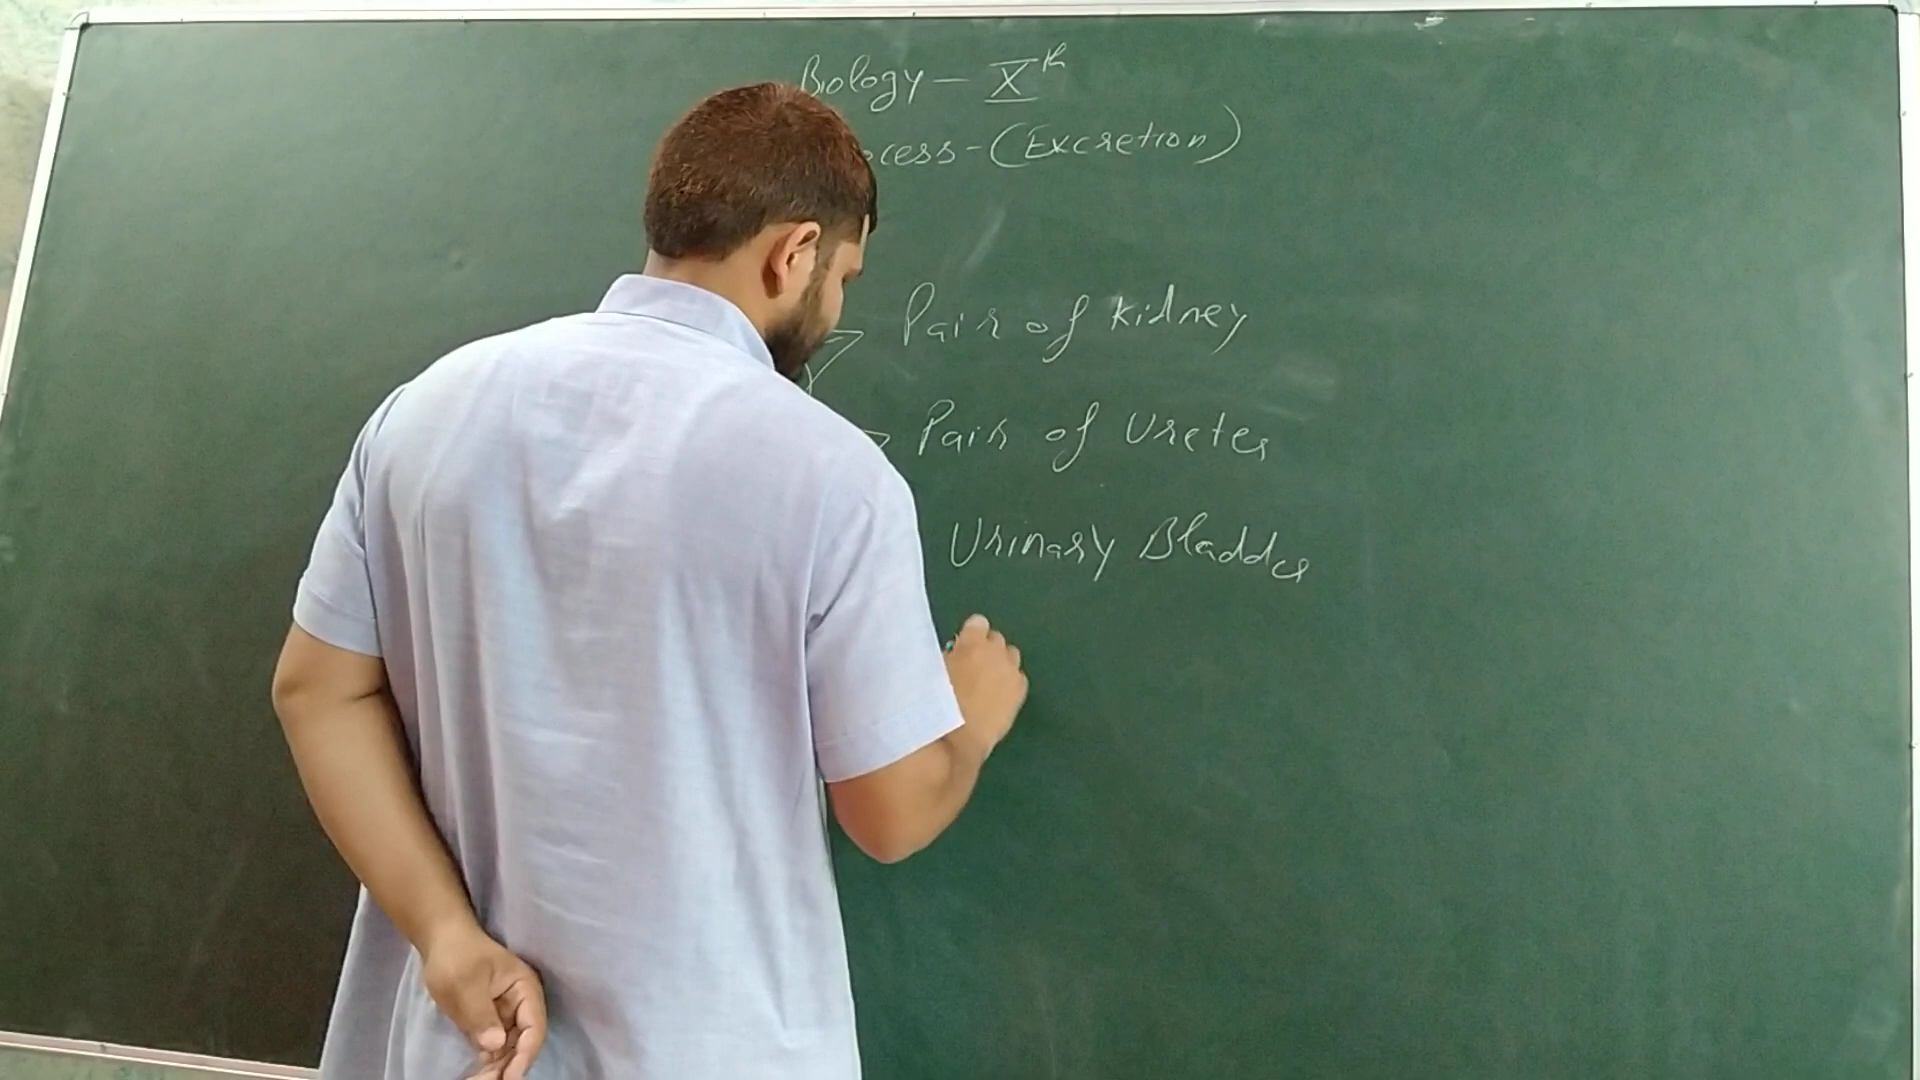 Biology - Xth
ocess - (Excretion)
Pair of kidney
Pair of Ureter
Urinary Bladder